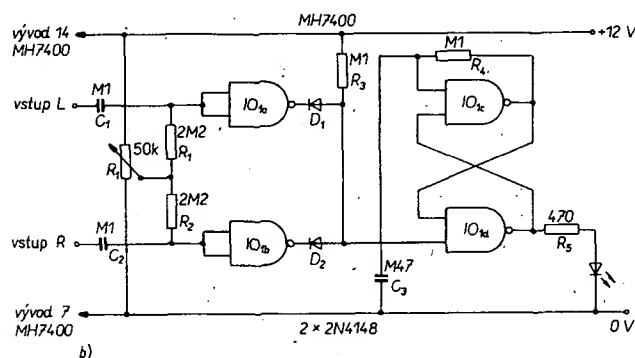 MH7400
vývod 14
MH7400
+12 V
M1
R3
M1
R4
vstup L
M1
C1
IO1a
D1
IO1c
2M2
R1
50k
R1
2M2
R2
vstup R
M1
C2
IO1b
D2
IO1d
470
R5
M47
C3
vývod 7
MH7400
2 × 2N4148
0 V
b)